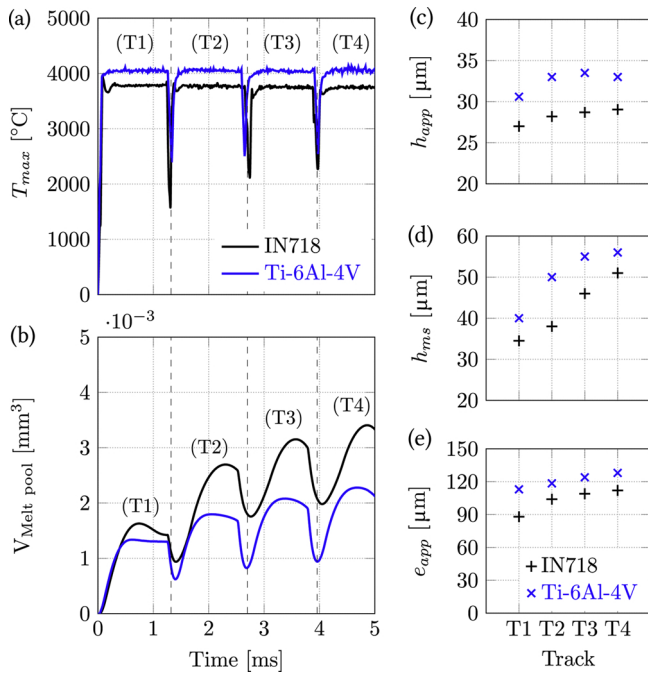 (a)
(T1)
(T2)
(T3)
(T4)
5000
4000
3000
2000
1000
0
T_max [°C]
IN718
Ti-6Al-4V
(b)
·10⁻³
5
4
3
2
1
0
V_Melt pool [mm³]
(T1)
(T2)
(T3)
(T4)
0
1
2
3
4
5
Time [ms]
(c)
40
35
30
25
20
h_app [μm]
(d)
60
50
40
30
20
h_ms [μm]
(e)
150
120
90
60
30
0
e_app [μm]
IN718
Ti-6Al-4V
T1 T2 T3 T4
Track